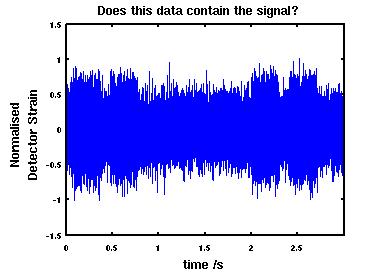 Does this data contain the signal?
1.5
1
0.5
0
-0.5
-1
-1.5
Normalised
Detector Strain
0 0.5 1 1.5 2 2.5
time /s